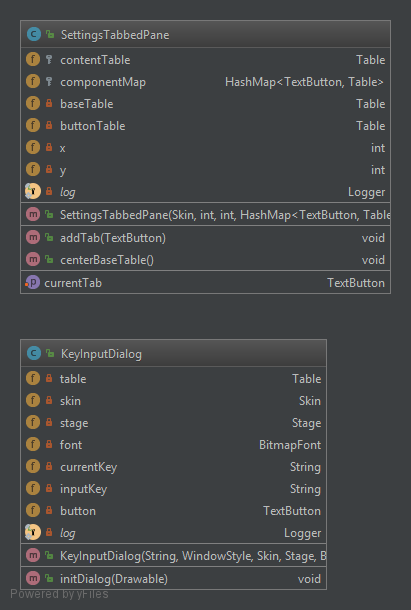 SettingsTabbedPane
contentTable Table
componentMap HashMap<TextButton, Table>
baseTable Table
buttonTable Table
x int
y int
log Logger
SettingsTabbedPane(Skin, int, int, HashMap<TextButton, Table
addTab(TextButton) void
centerBaseTable() void
currentTab TextButton
KeyInputDialog
table Table
skin Skin
stage Stage
font BitmapFont
currentKey String
inputKey String
button TextButton
log Logger
KeyInputDialog(String, WindowStyle, Skin, Stage, B
initDialog(Drawable) void
Powered by yFiles